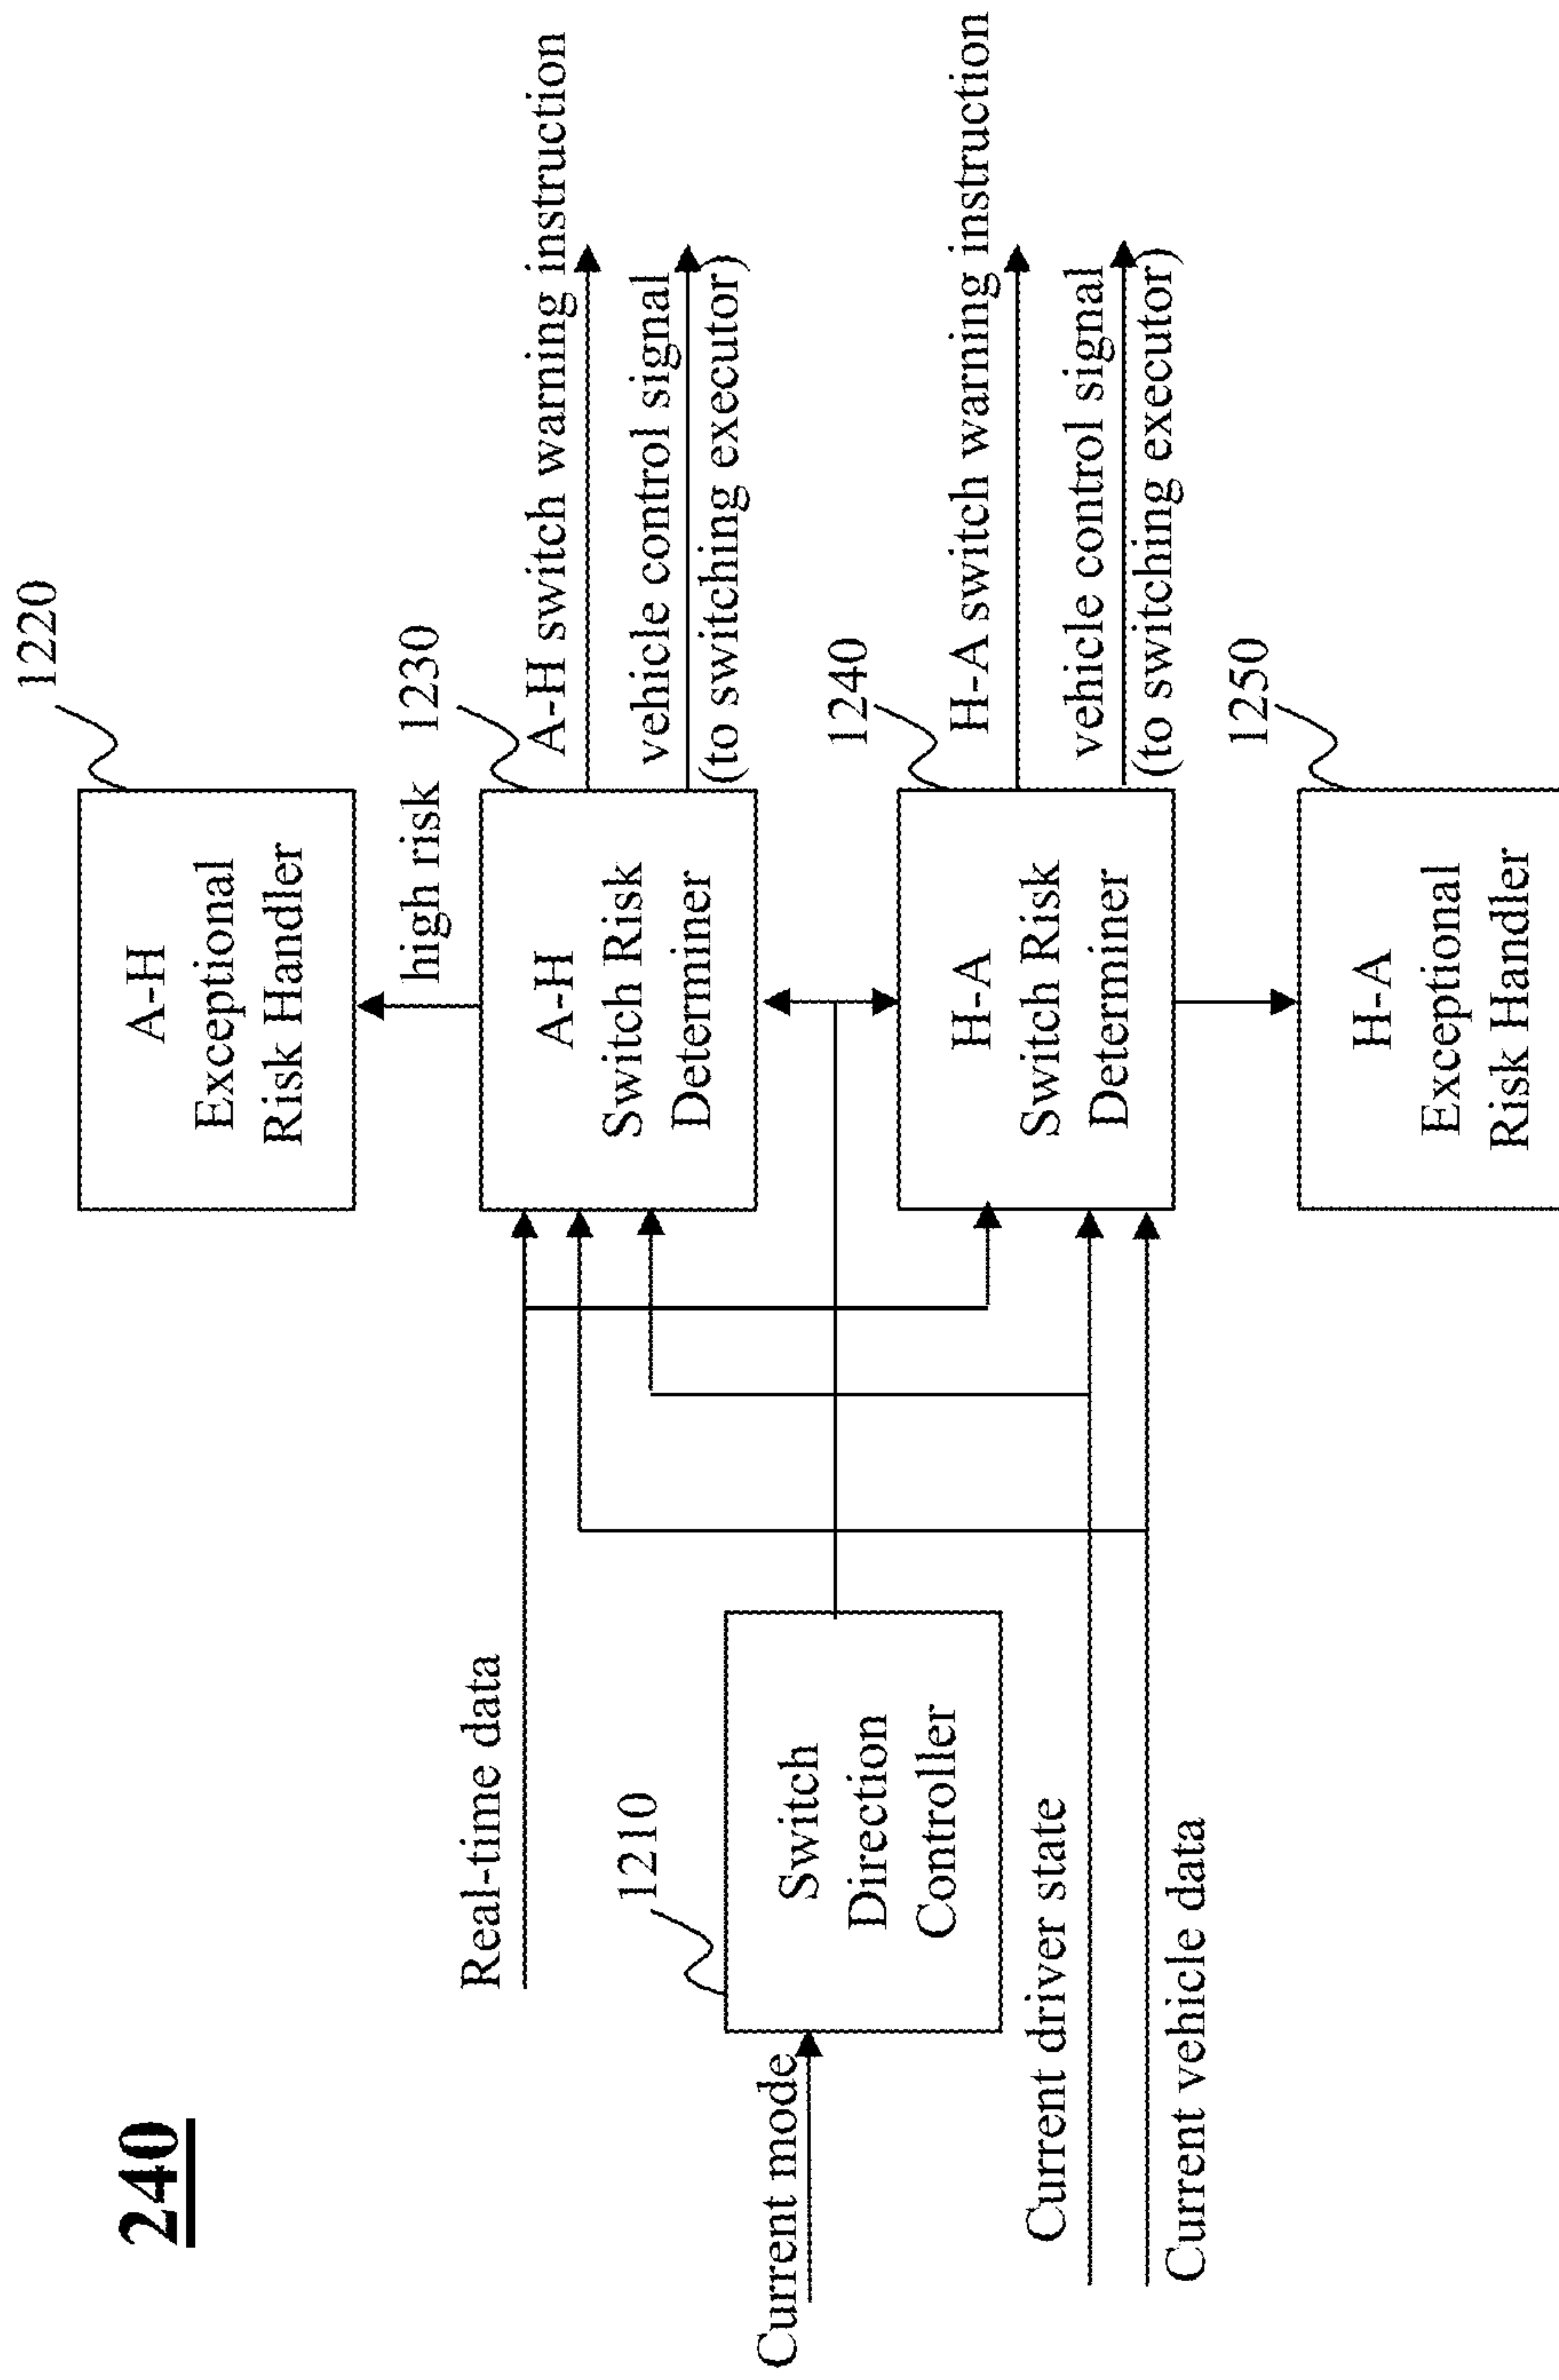 240
1220
A-H
Exceptional
Risk Handler
high risk
1230
A-H switch warning instruction
Real-time data
A-H
Switch Risk
Determiner
vehicle control signal
(to switching executor)
1210
Current mode
Switch
Direction
Controller
1240
H-A switch warning instruction
H-A
Switch Risk
Determiner
vehicle control signal
(to switching executor)
Current driver state
Current vehicle data
1250
H-A
Exceptional
Risk Handler